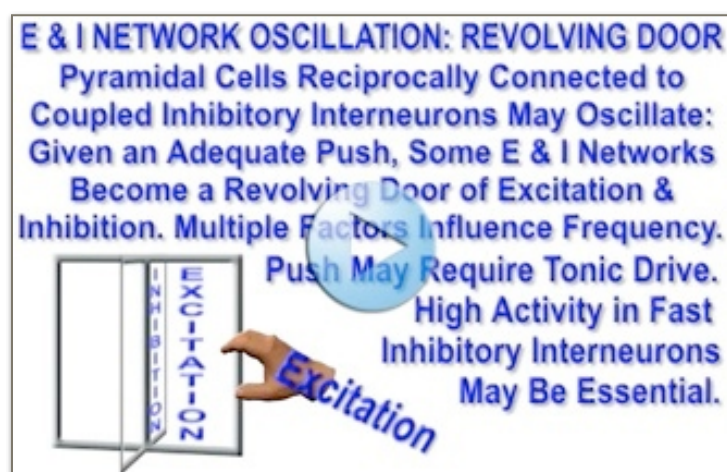 E & I NETWORK OSCILLATION: REVOLVING DOOR
Pyramidal Cells Reciprocally Connected to
Coupled Inhibitory Interneurons May Oscillate:
Given an Adequate Push, Some E & I Networks
Become a Revolving Door of Excitation &
Inhibition. Multiple Factors Influence Frequency.
Push May Require Tonic Drive.
High Activity in Fast
Inhibitory Interneurons
May Be Essential.
INHIBITION
EXCITATION
Excitation